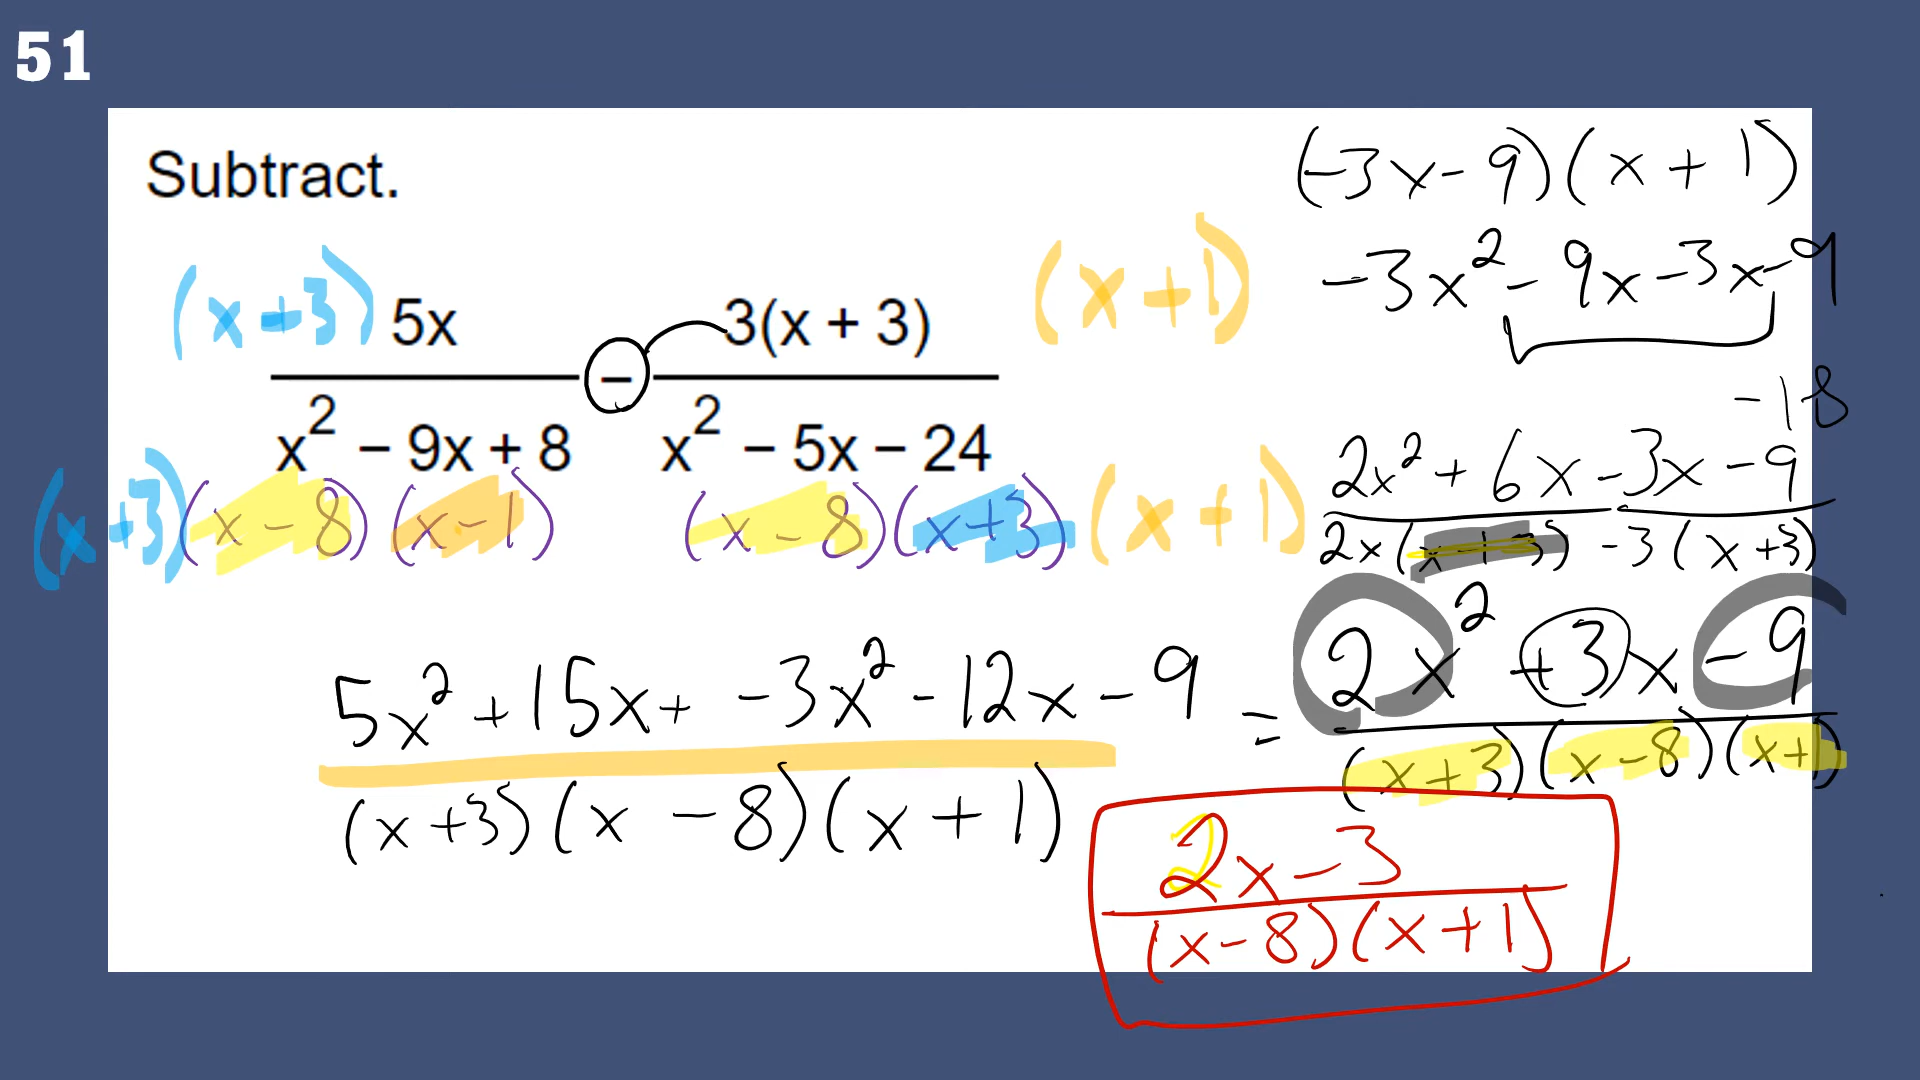 51
Subtract.
(x+3) 5x − 3(x + 3) (x+1)
x² − 9x + 8 x² − 5x − 24
(x+3)(x-8)(x-1) (x-8)(x+3)(x+1)
(-3x-9)(x+1)
-3x²-9x-3x-9
-18
2x²+6x-3x-9
2x(x+3) -3(x+3)
5x²+15x+ -3x²-12x-9 = 2x²+3x-9
(x+3)(x-8)(x+1) (x+3)(x-8)(x+1)
2x-3
(x-8)(x+1)